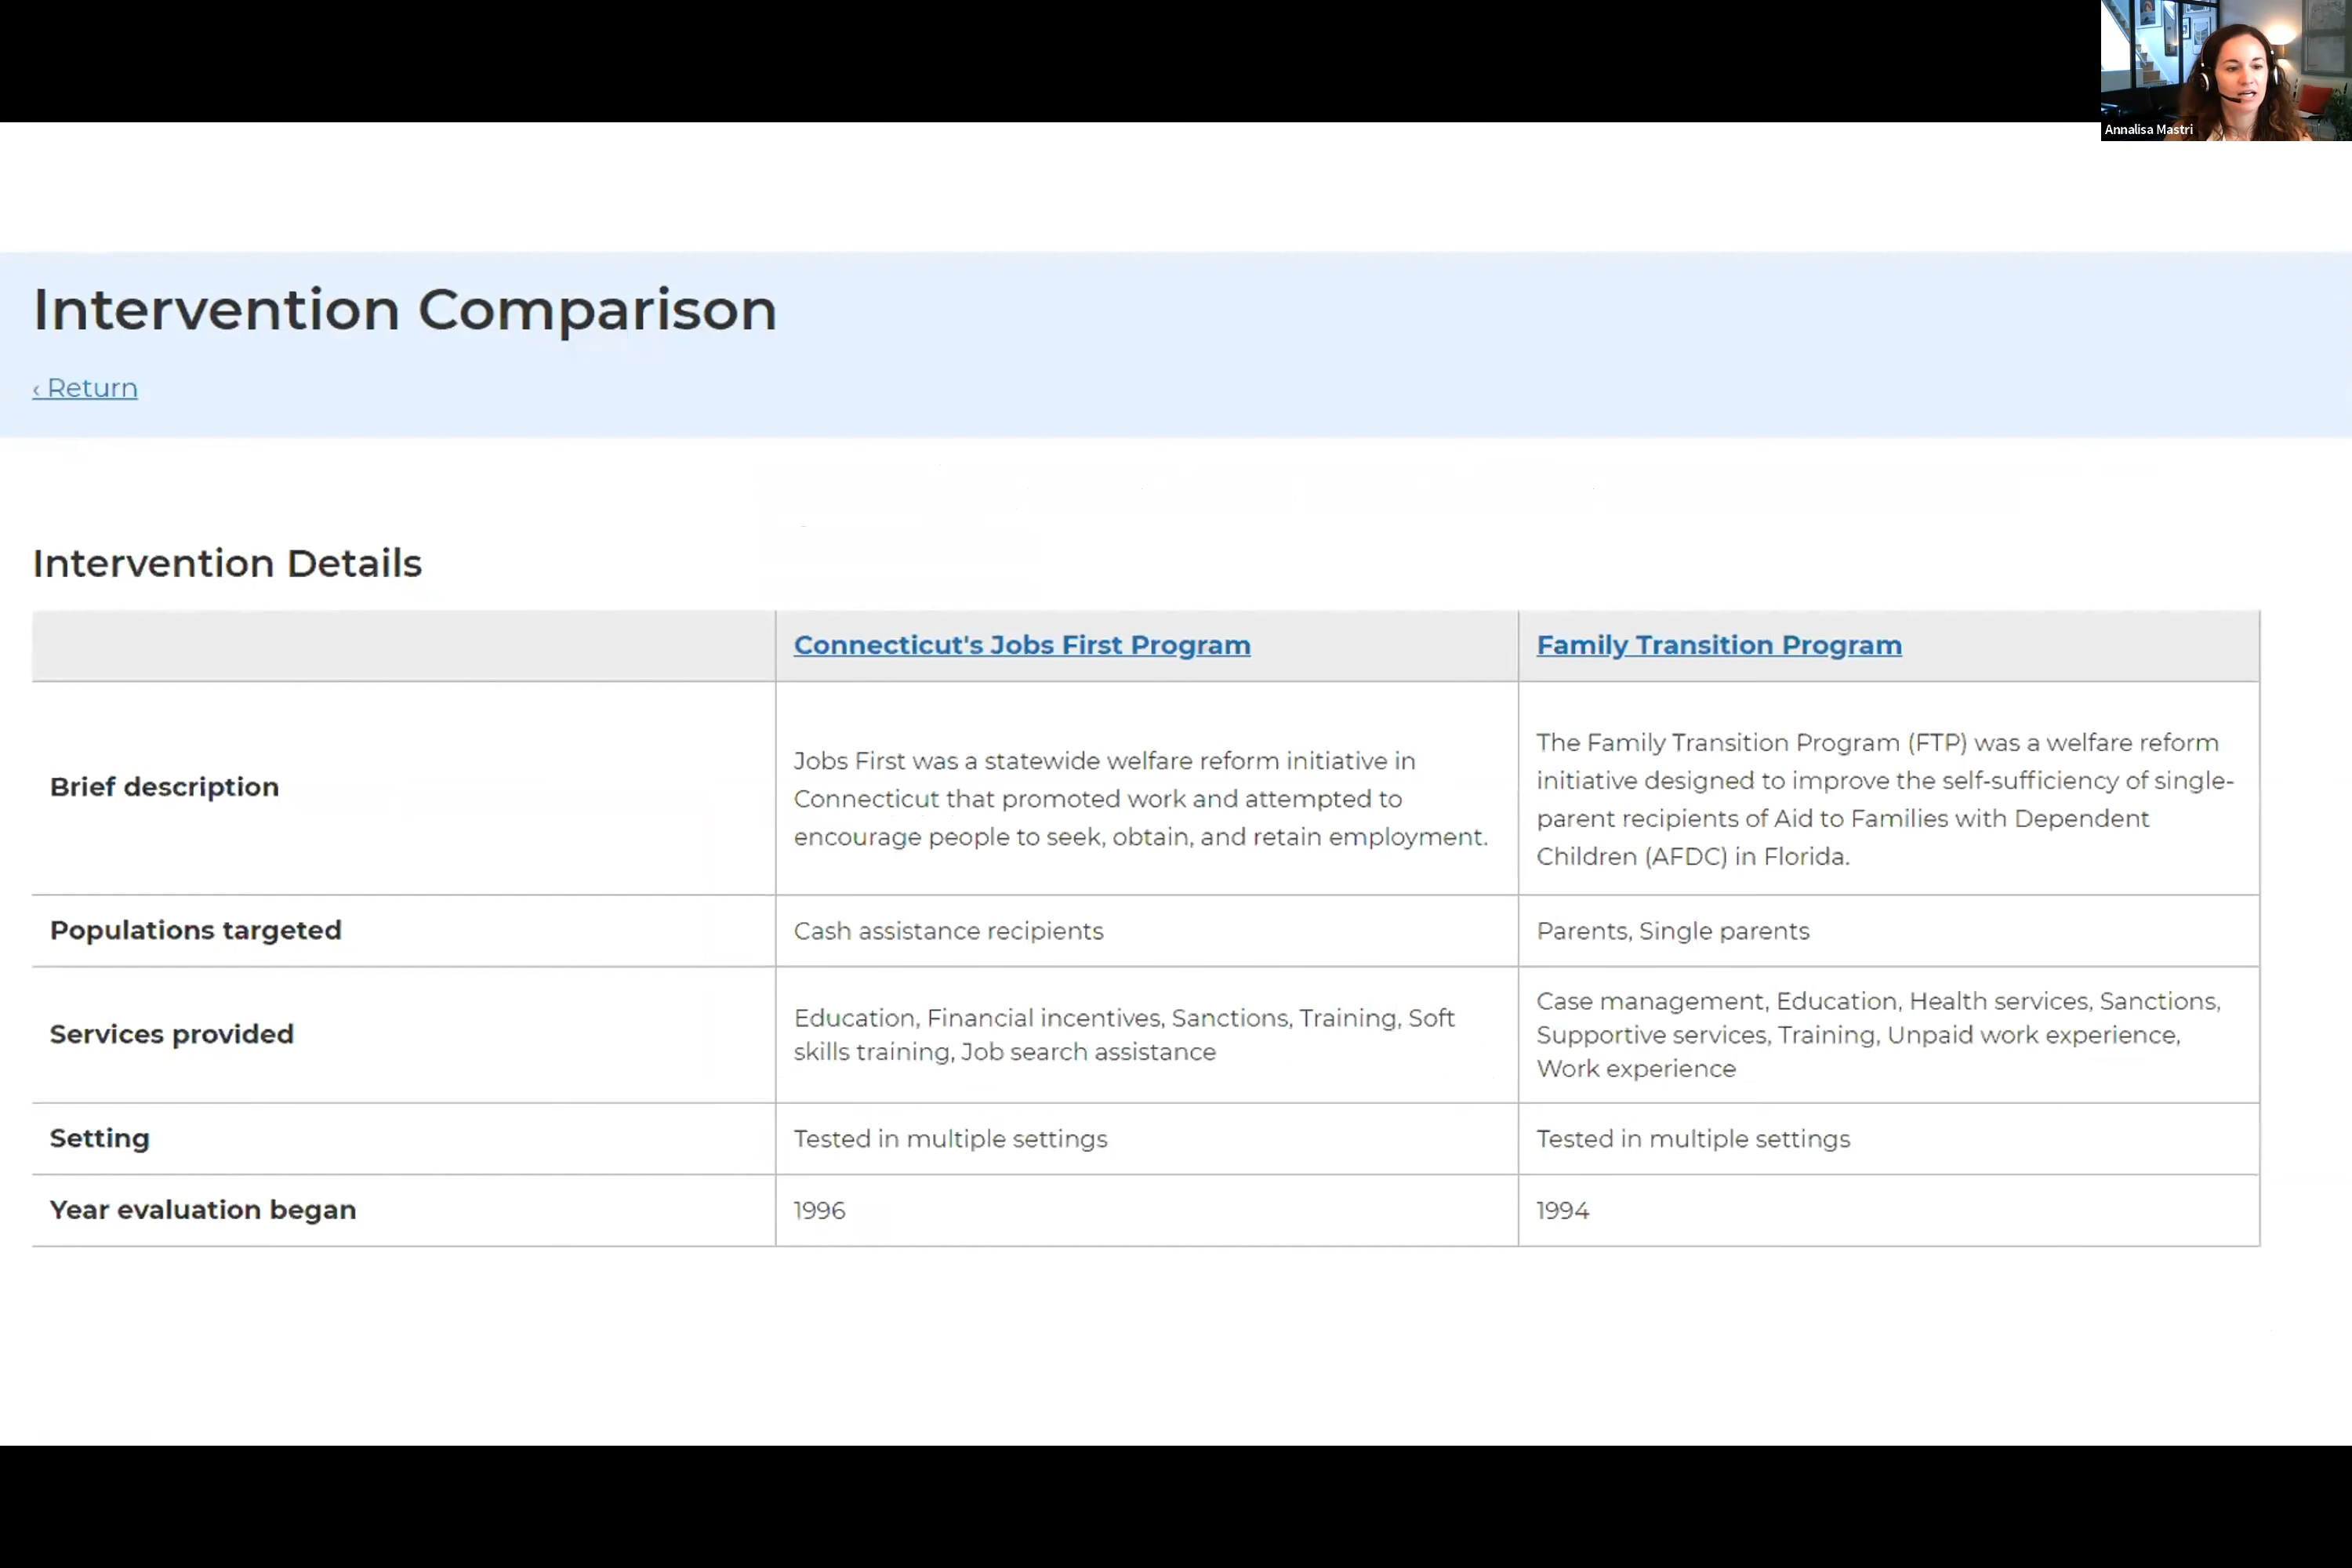 Annalisa Mastri
Intervention Comparison
‹ Return
Intervention Details
Connecticut's Jobs First Program
Family Transition Program
Brief description
Jobs First was a statewide welfare reform initiative in
Connecticut that promoted work and attempted to
encourage people to seek, obtain, and retain employment.
The Family Transition Program (FTP) was a welfare reform
initiative designed to improve the self-sufficiency of single-
parent recipients of Aid to Families with Dependent
Children (AFDC) in Florida.
Populations targeted
Cash assistance recipients
Parents, Single parents
Services provided
Education, Financial incentives, Sanctions, Training, Soft
skills training, Job search assistance
Case management, Education, Health services, Sanctions,
Supportive services, Training, Unpaid work experience,
Work experience
Setting
Tested in multiple settings
Tested in multiple settings
Year evaluation began
1996
1994